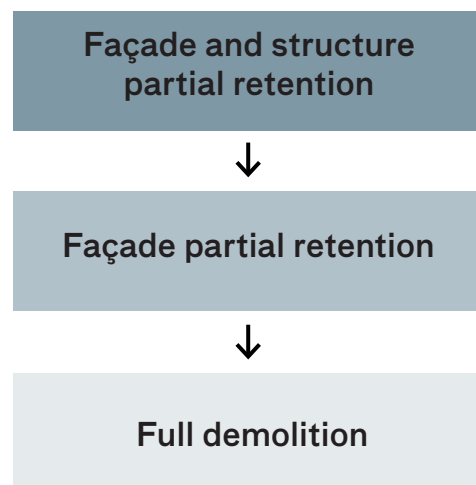 Façade and structure
partial retention
↓
Façade partial retention
↓
Full demolition